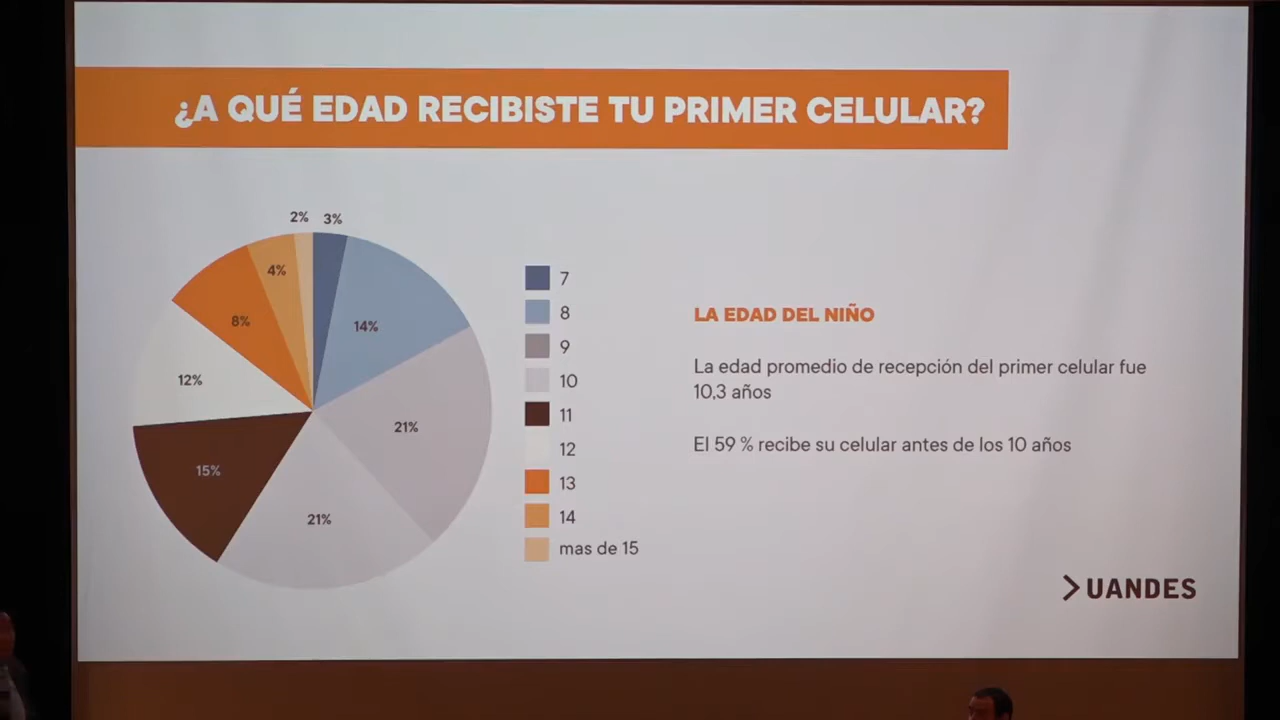 ¿A QUÉ EDAD RECIBISTE TU PRIMER CELULAR?
2%
3%
4%
14%
8%
12%
21%
15%
21%
7
8
9
10
11
12
13
14
mas de 15
LA EDAD DEL NIÑO
La edad promedio de recepción del primer celular fue
10,3 años
El 59 % recibe su celular antes de los 10 años
UANDES